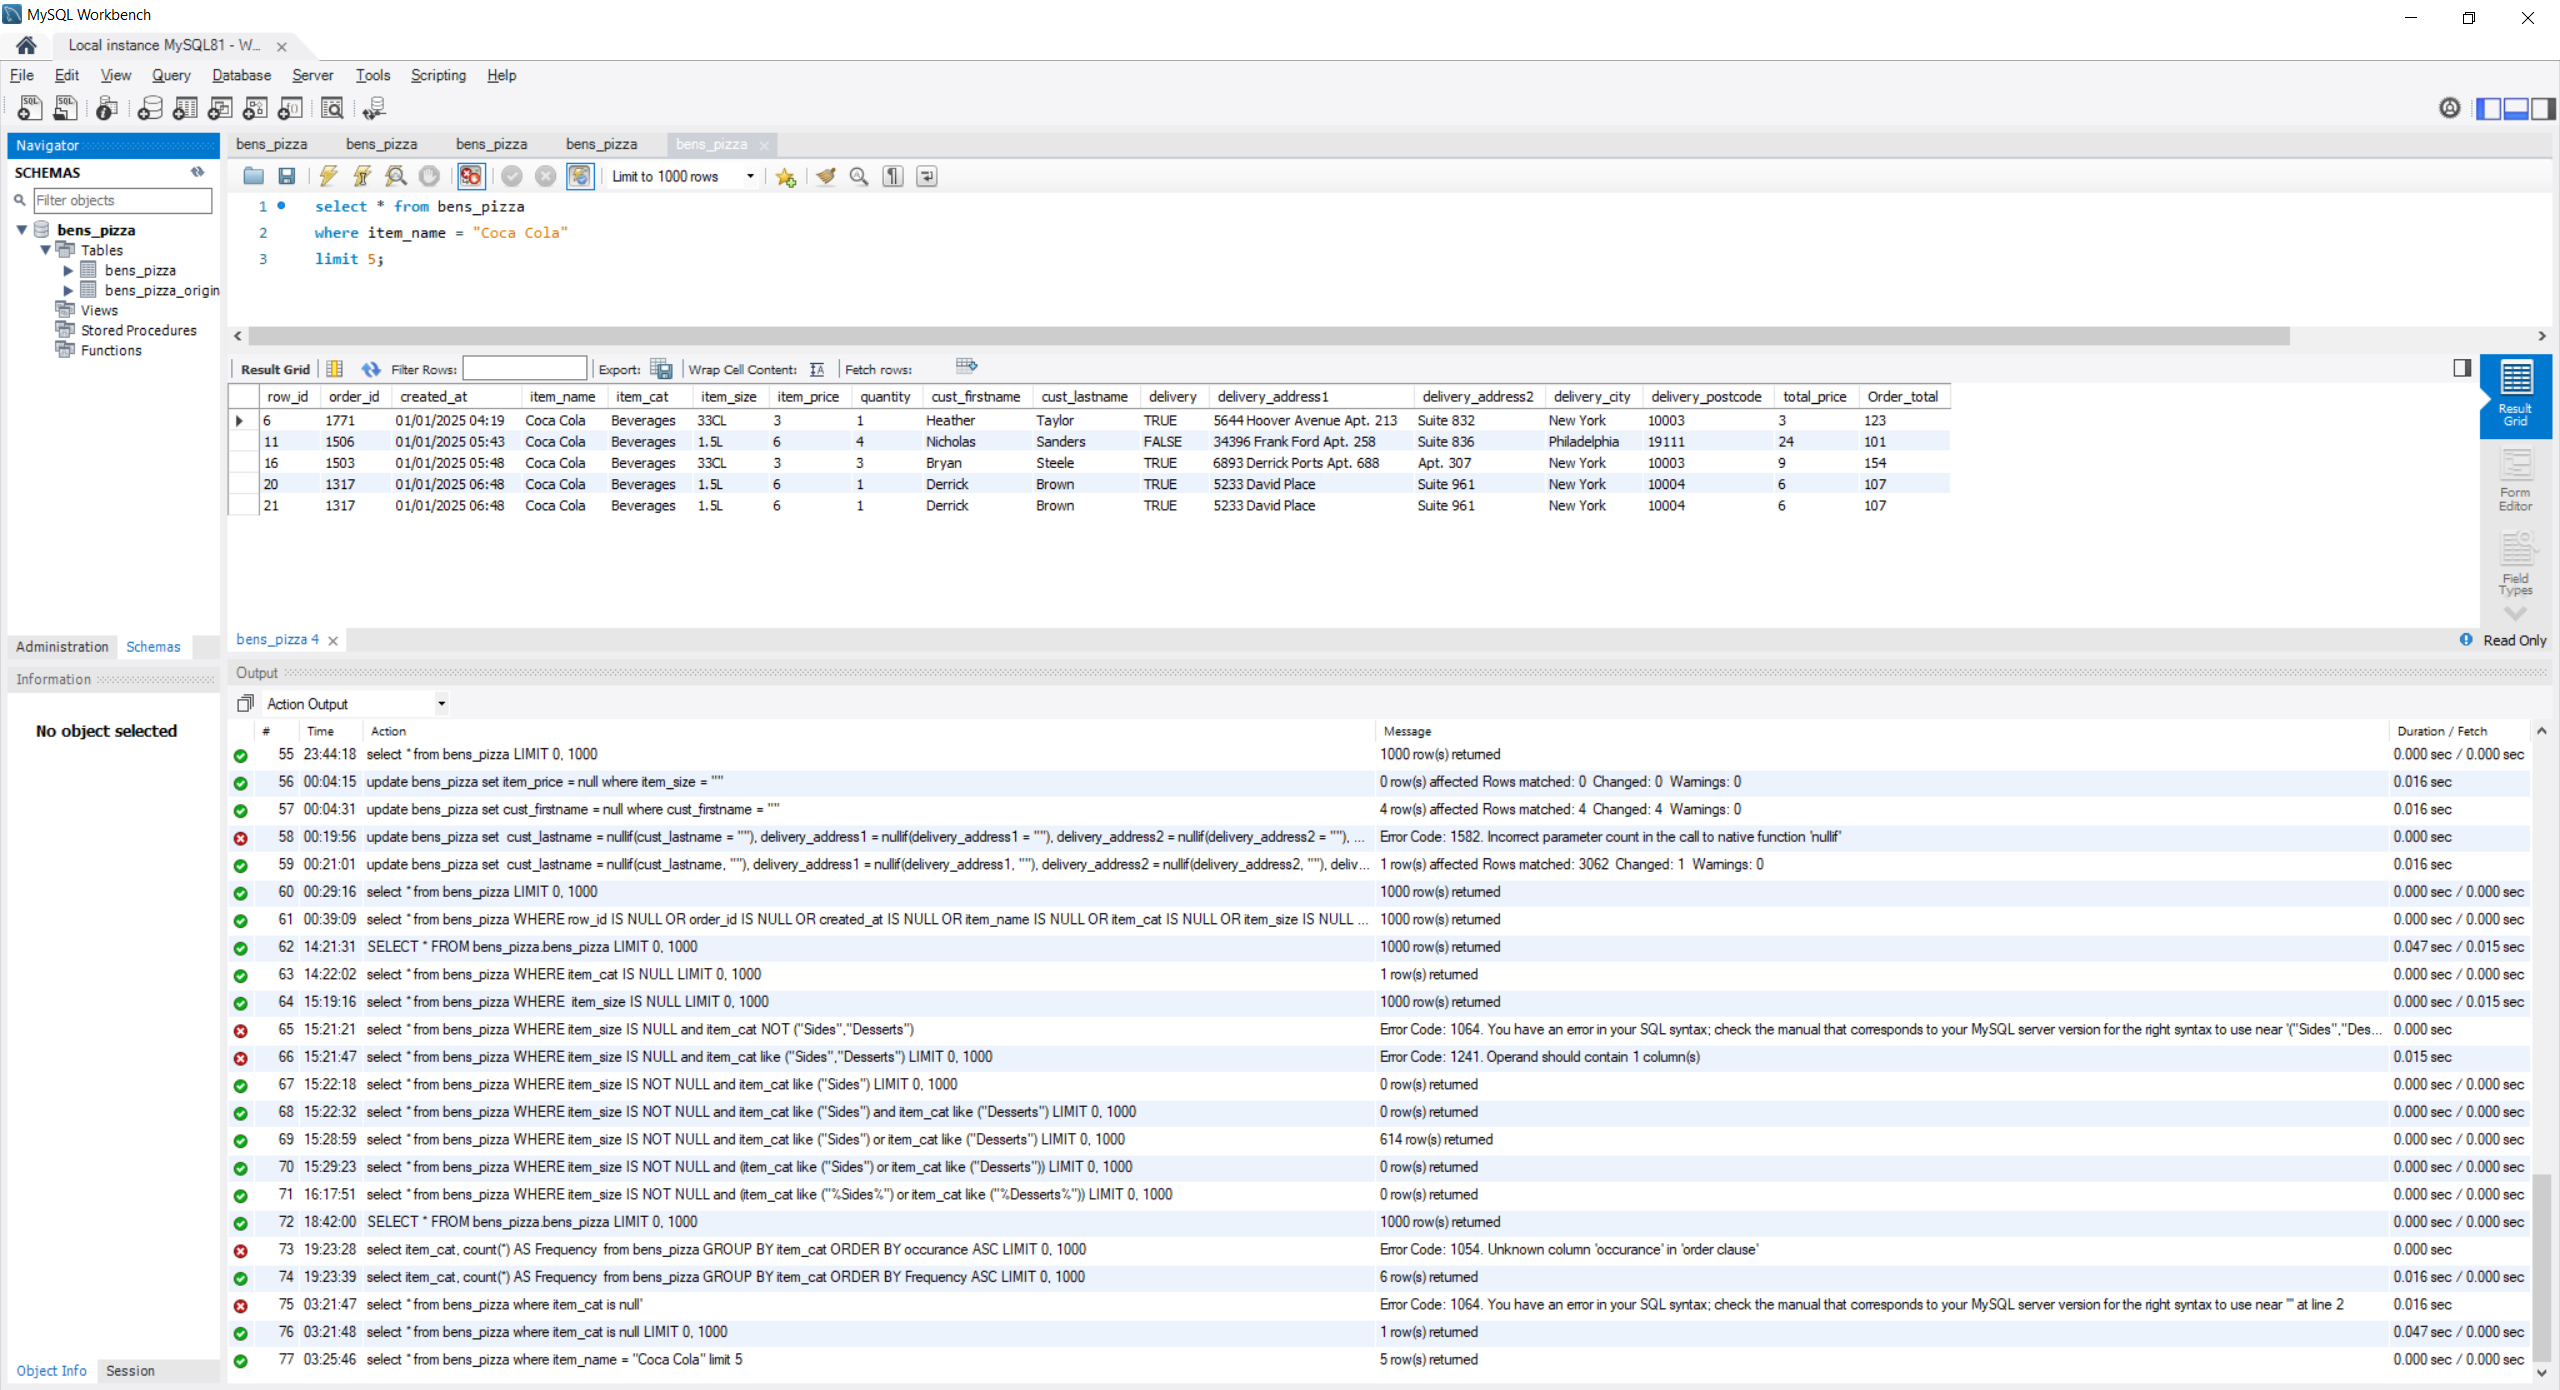 MySQL Workbench
Local instance MySQL81 - W...
File Edit View Query Database Server Tools Scripting Help
Navigator
SCHEMAS
Filter objects
bens_pizza
Tables
bens_pizza
bens_pizza_origin
Views
Stored Procedures
Functions
Administration Schemas
Information
No object selected
Object Info Session
bens_pizza bens_pizza bens_pizza bens_pizza bens_pizza
Limit to 1000 rows
1 select * from bens_pizza
2 where item_name = "Coca Cola"
3 limit 5;
Result Grid Filter Rows: Export: Wrap Cell Content: Fetch rows:
row_id order_id created_at item_name item_cat item_size item_price quantity cust_firstname cust_lastname delivery delivery_address1 delivery_address2 delivery_city delivery_postcode total_price Order_total
6 1771 01/01/2025 04:19 Coca Cola Beverages 33CL 3 1 Heather Taylor TRUE 5644 Hoover Avenue Apt. 213 Suite 832 New York 10003 3 123
11 1506 01/01/2025 05:43 Coca Cola Beverages 1.5L 6 4 Nicholas Sanders FALSE 34396 Frank Ford Apt. 258 Suite 836 Philadelphia 19111 24 101
16 1503 01/01/2025 05:48 Coca Cola Beverages 33CL 3 3 Bryan Steele TRUE 6893 Derrick Ports Apt. 688 Apt. 307 New York 10003 9 154
20 1317 01/01/2025 06:48 Coca Cola Beverages 1.5L 6 1 Derrick Brown TRUE 5233 David Place Suite 961 New York 10004 6 107
21 1317 01/01/2025 06:48 Coca Cola Beverages 1.5L 6 1 Derrick Brown TRUE 5233 David Place Suite 961 New York 10004 6 107
Result
Grid
Form
Editor
Field
Types
bens_pizza 4
Read Only
Output
Action Output
# Time Action Message Duration / Fetch
55 23:44:18 select * from bens_pizza LIMIT 0, 1000 1000 row(s) returned 0.000 sec / 0.000 sec
56 00:04:15 update bens_pizza set item_price = null where item_size = "" 0 row(s) affected Rows matched: 0 Changed: 0 Warnings: 0 0.016 sec
57 00:04:31 update bens_pizza set cust_firstname = null where cust_firstname = "" 4 row(s) affected Rows matched: 4 Changed: 4 Warnings: 0 0.016 sec
58 00:19:56 update bens_pizza set cust_lastname = nullif(cust_lastname = ""), delivery_address1 = nullif(delivery_address1 = ""), delivery_address2 = nullif(delivery_address2 = ""), ... Error Code: 1582. Incorrect parameter count in the call to native function 'nullif' 0.000 sec
59 00:21:01 update bens_pizza set cust_lastname = nullif(cust_lastname, ""), delivery_address1 = nullif(delivery_address1, ""), delivery_address2 = nullif(delivery_address2, ""), deliv... 1 row(s) affected Rows matched: 3062 Changed: 1 Warnings: 0 0.016 sec
60 00:29:16 select * from bens_pizza LIMIT 0, 1000 1000 row(s) returned 0.000 sec / 0.000 sec
61 00:39:09 select * from bens_pizza WHERE row_id IS NULL OR order_id IS NULL OR created_at IS NULL OR item_name IS NULL OR item_cat IS NULL OR item_size IS NULL ... 1000 row(s) returned 0.000 sec / 0.000 sec
62 14:21:31 SELECT * FROM bens_pizza.bens_pizza LIMIT 0, 1000 1000 row(s) returned 0.047 sec / 0.015 sec
63 14:22:02 select * from bens_pizza WHERE item_cat IS NULL LIMIT 0, 1000 1 row(s) returned 0.000 sec / 0.000 sec
64 15:19:16 select * from bens_pizza WHERE item_size IS NULL LIMIT 0, 1000 1000 row(s) returned 0.000 sec / 0.015 sec
65 15:21:21 select * from bens_pizza WHERE item_size IS NULL and item_cat NOT ("Sides","Desserts") Error Code: 1064. You have an error in your SQL syntax; check the manual that corresponds to your MySQL server version for the right syntax to use near '("Sides","Des... 0.000 sec
66 15:21:47 select * from bens_pizza WHERE item_size IS NULL and item_cat like ("Sides","Desserts") LIMIT 0, 1000 Error Code: 1241. Operand should contain 1 column(s) 0.015 sec
67 15:22:18 select * from bens_pizza WHERE item_size IS NOT NULL and item_cat like ("Sides") LIMIT 0, 1000 0 row(s) returned 0.000 sec / 0.000 sec
68 15:22:32 select * from bens_pizza WHERE item_size IS NOT NULL and item_cat like ("Sides") and item_cat like ("Desserts") LIMIT 0, 1000 0 row(s) returned 0.000 sec / 0.000 sec
69 15:28:59 select * from bens_pizza WHERE item_size IS NOT NULL and item_cat like ("Sides") or item_cat like ("Desserts") LIMIT 0, 1000 614 row(s) returned 0.000 sec / 0.000 sec
70 15:29:23 select * from bens_pizza WHERE item_size IS NOT NULL and (item_cat like ("Sides") or item_cat like ("Desserts")) LIMIT 0, 1000 0 row(s) returned 0.000 sec / 0.000 sec
71 16:17:51 select * from bens_pizza WHERE item_size IS NOT NULL and (item_cat like ("%Sides%") or item_cat like ("%Desserts%")) LIMIT 0, 1000 0 row(s) returned 0.000 sec / 0.000 sec
72 18:42:00 SELECT * FROM bens_pizza.bens_pizza LIMIT 0, 1000 1000 row(s) returned 0.000 sec / 0.000 sec
73 19:23:28 select item_cat, count(*) AS Frequency from bens_pizza GROUP BY item_cat ORDER BY occurance ASC LIMIT 0, 1000 Error Code: 1054. Unknown column 'occurance' in 'order clause' 0.000 sec
74 19:23:39 select item_cat, count(*) AS Frequency from bens_pizza GROUP BY item_cat ORDER BY Frequency ASC LIMIT 0, 1000 6 row(s) returned 0.016 sec / 0.000 sec
75 03:21:47 select * from bens_pizza where item_cat is null' Error Code: 1064. You have an error in your SQL syntax; check the manual that corresponds to your MySQL server version for the right syntax to use near ''' at line 2 0.016 sec
76 03:21:48 select * from bens_pizza where item_cat is null LIMIT 0, 1000 1 row(s) returned 0.047 sec / 0.000 sec
77 03:25:46 select * from bens_pizza where item_name = "Coca Cola" limit 5 5 row(s) returned 0.000 sec / 0.000 sec